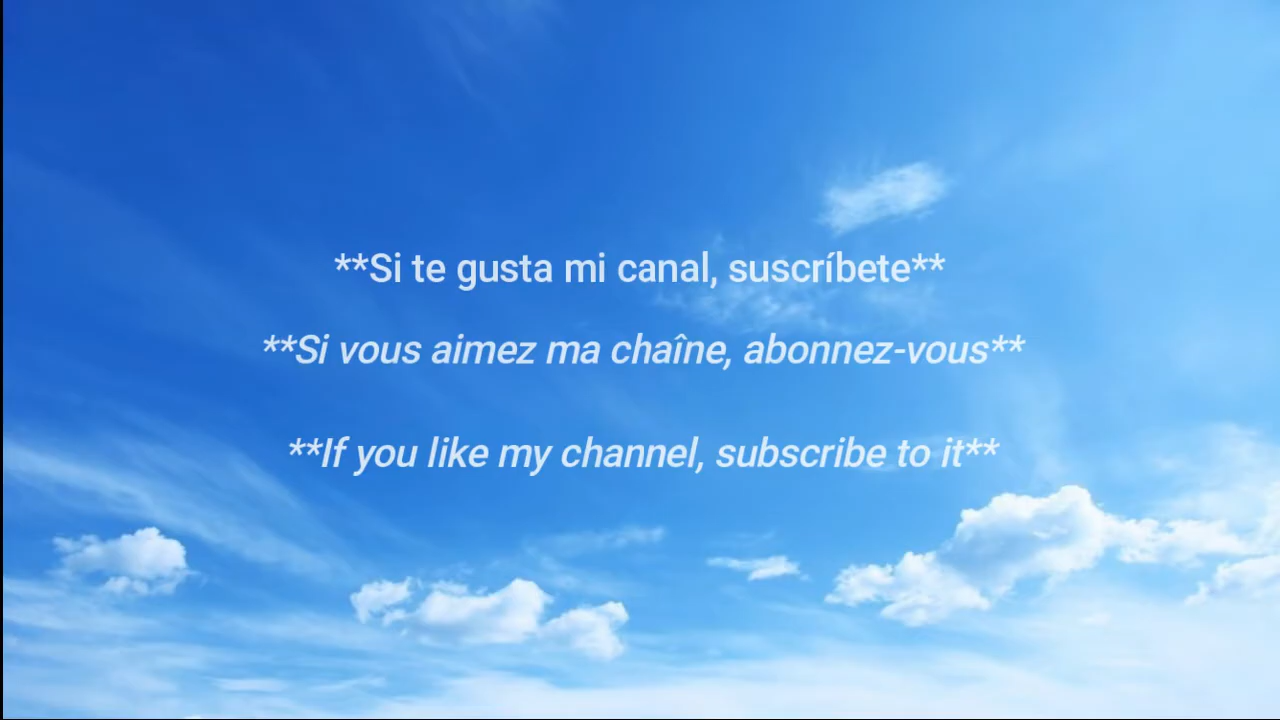 **Si te gusta mi canal, suscríbete**
**Si vous aimez ma chaîne, abonnez-vous**
**If you like my channel, subscribe to it**